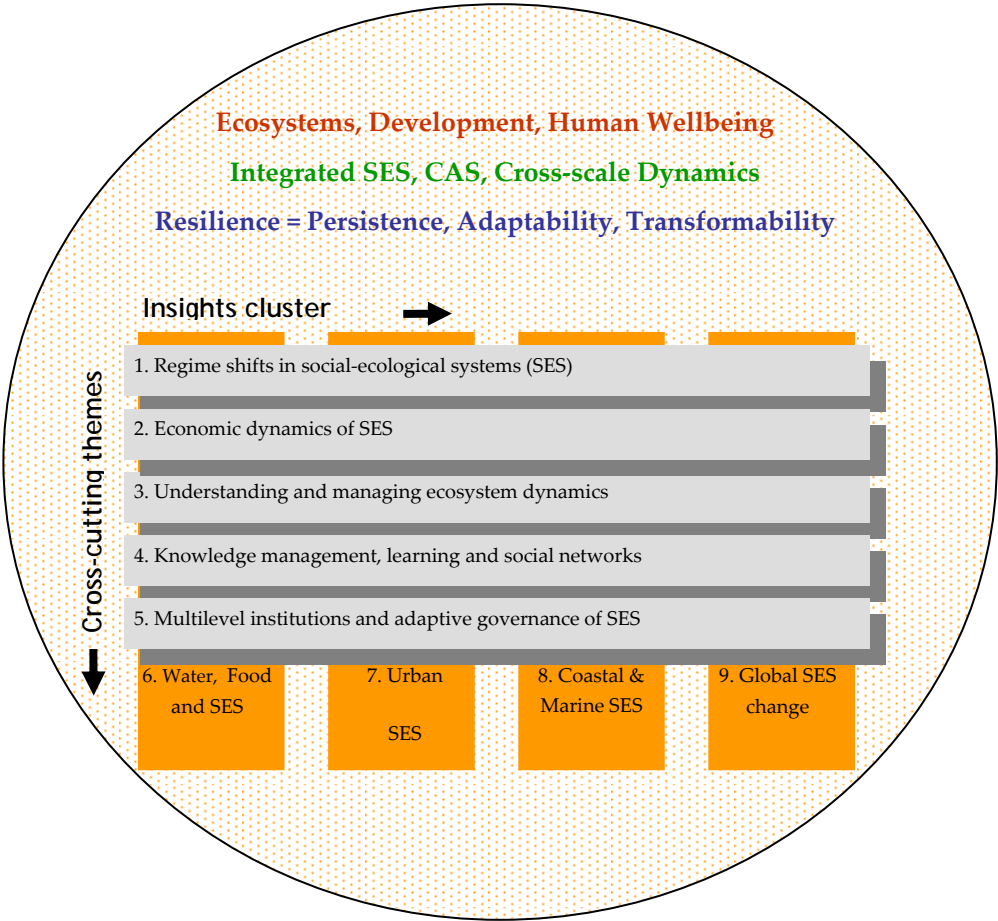 Ecosystems, Development, Human Wellbeing
Integrated SES, CAS, Cross-scale Dynamics
Resilience = Persistence, Adaptability, Transformability
Insights cluster
Cross-cutting themes
1. Regime shifts in social-ecological systems (SES)
2. Economic dynamics of SES
3. Understanding and managing ecosystem dynamics
4. Knowledge management, learning and social networks
5. Multilevel institutions and adaptive governance of SES
6. Water, Food
and SES
7. Urban
SES
8. Coastal &
Marine SES
9. Global SES
change